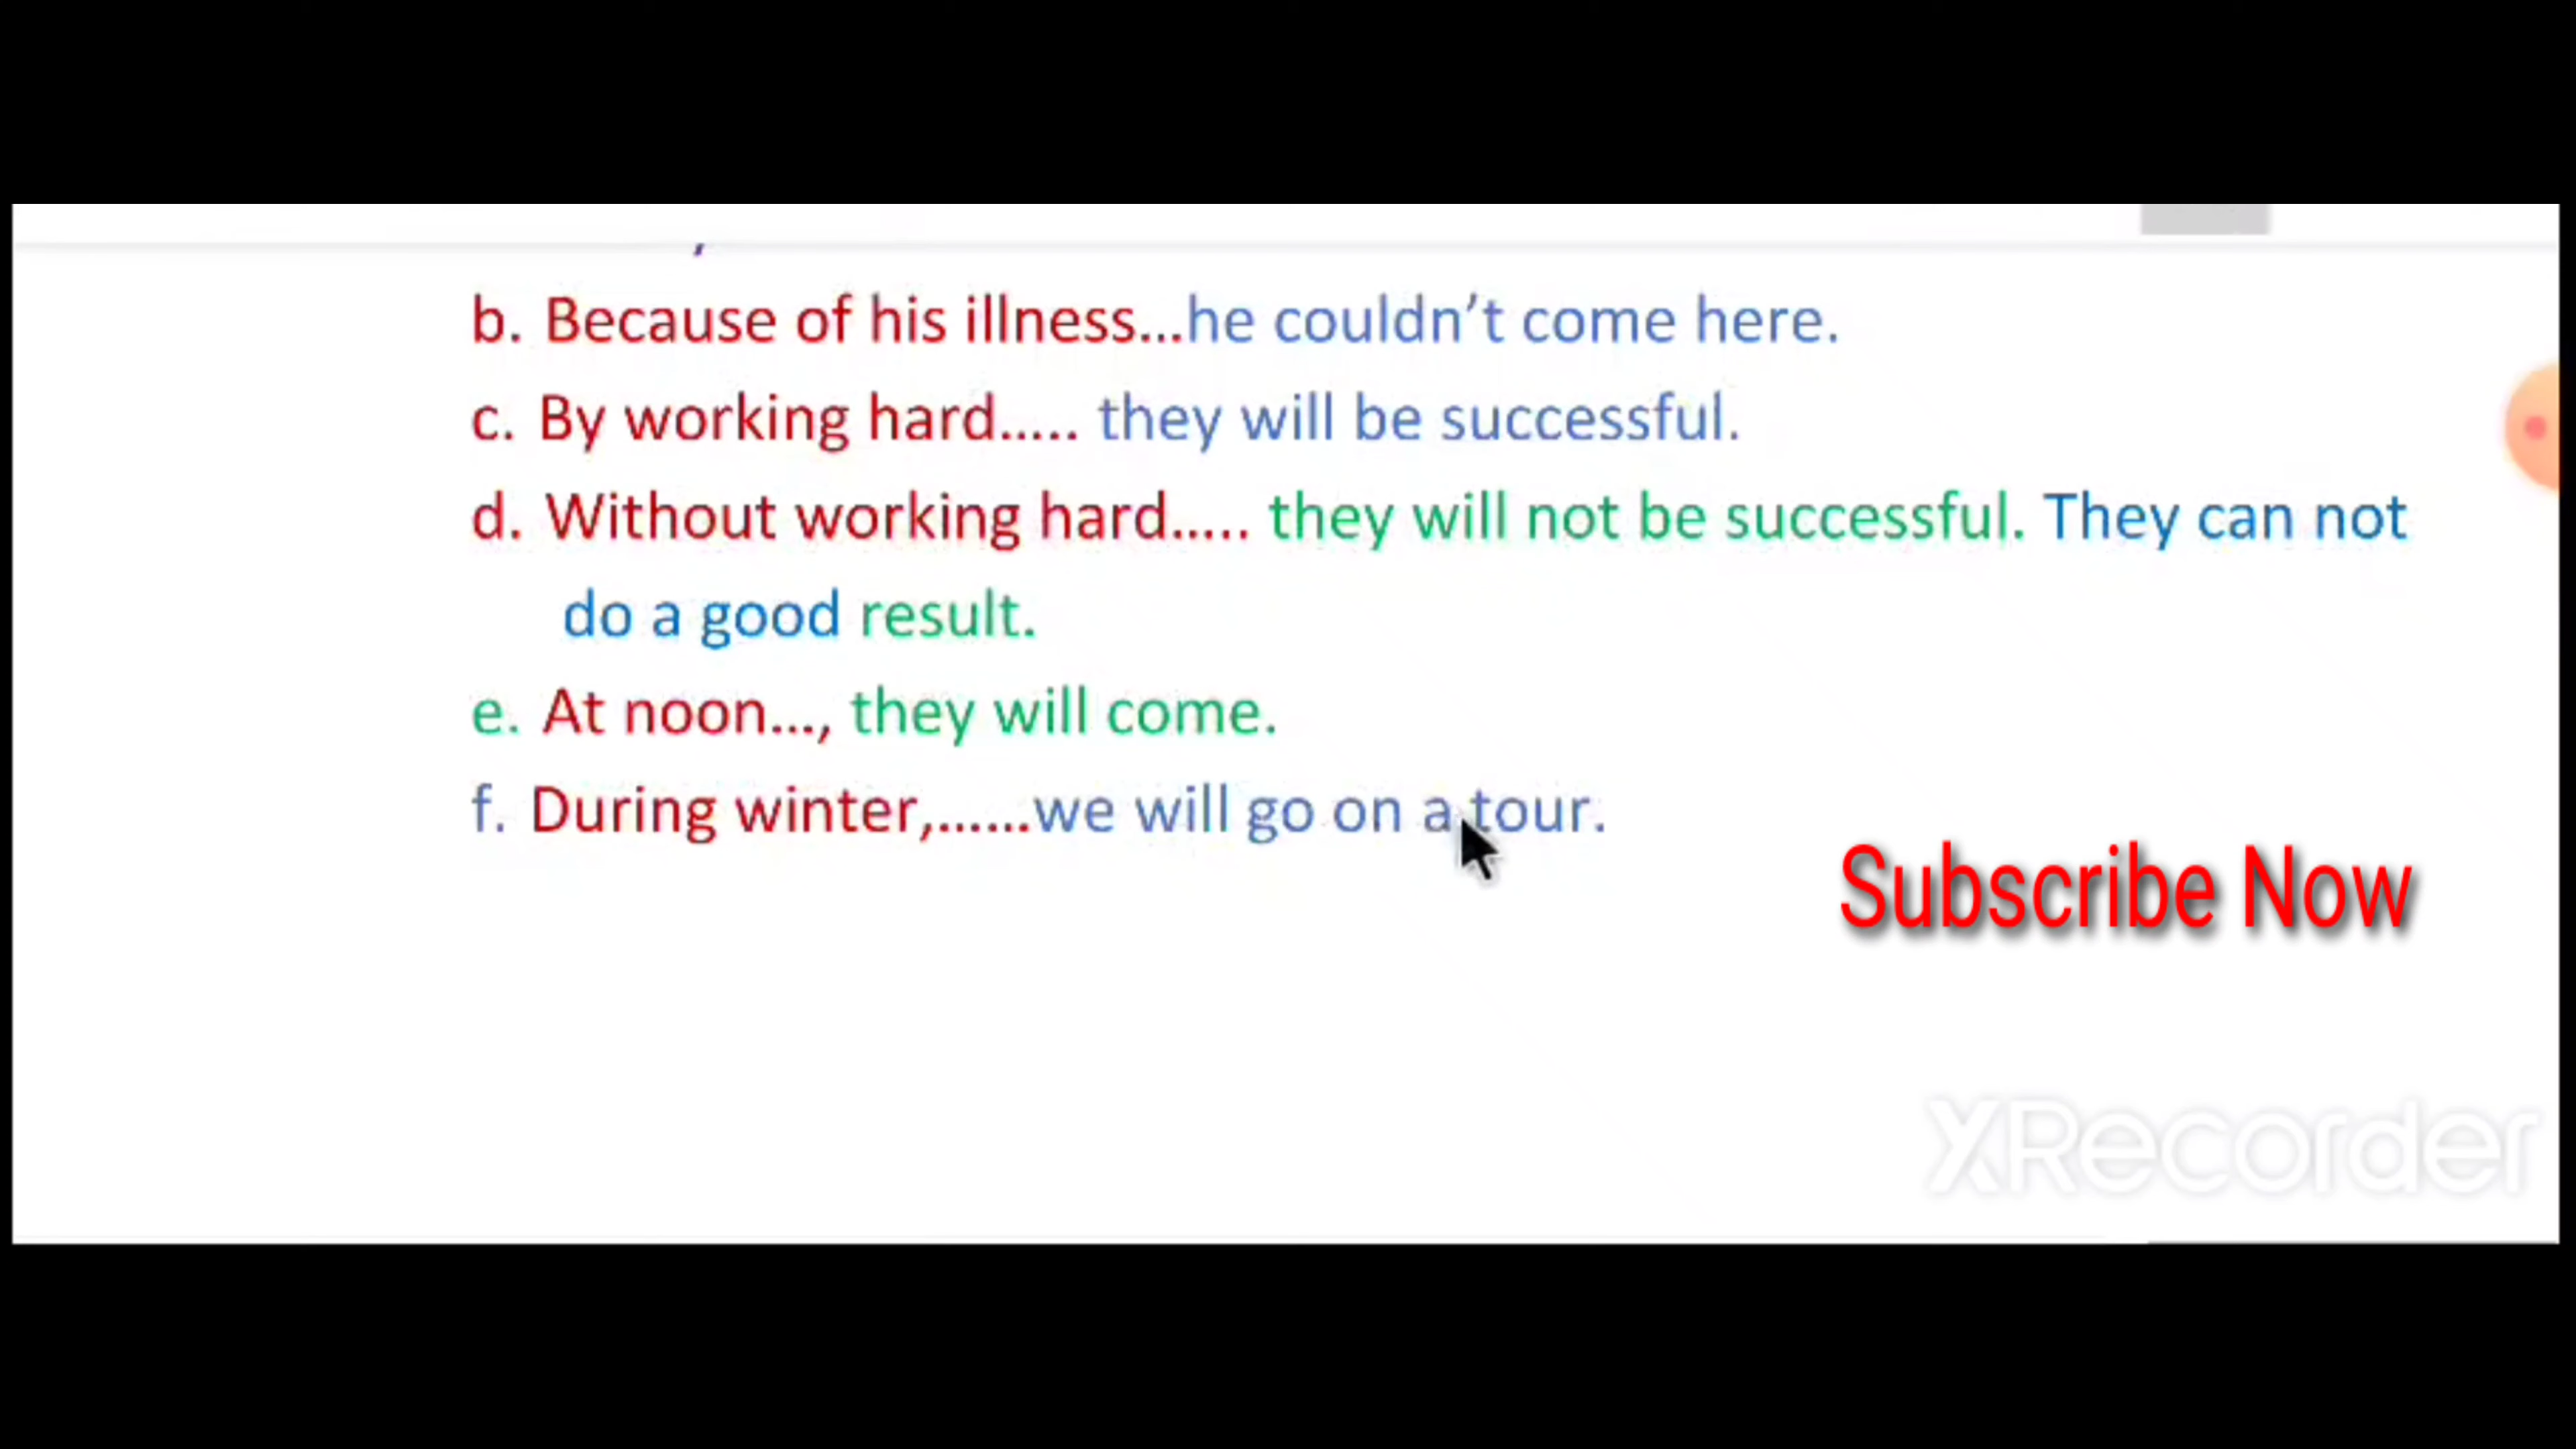 b. Because of his illness...he couldn’t come here.
c. By working hard..... they will be successful.
d. Without working hard..... they will not be successful. They can not
do a good result.
e. At noon..., they will come.
f. During winter,......we will go on a tour.
Subscribe Now
XRecorder